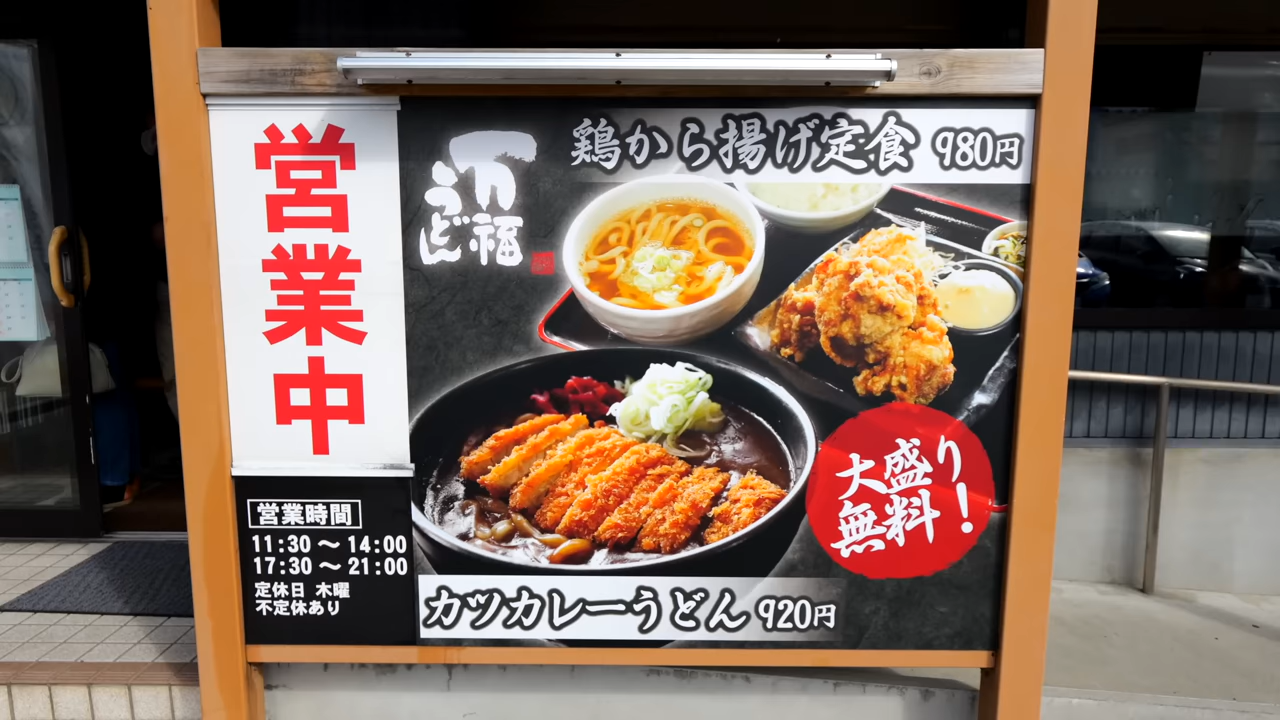 営業中
営業時間
11:30 ～ 14:00
17:30 ～ 21:00
定休日 木曜
不定休あり
万福
うどん
鶏から揚げ定食 980円
大盛り
無料!
カツカレーうどん 920円